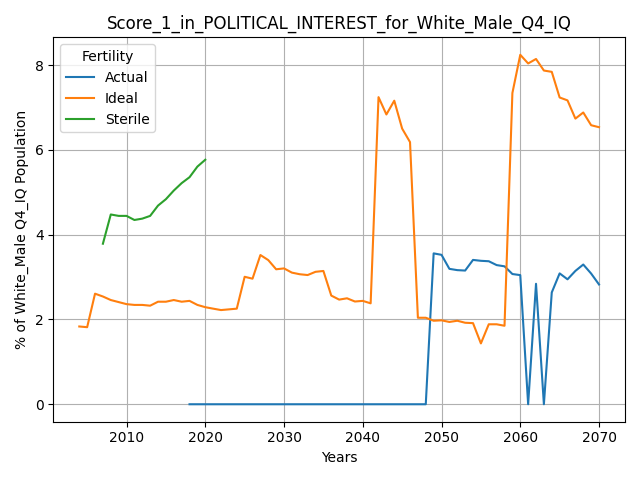 Score_1_in_POLITICAL_INTEREST_for_White_Male_Q4_IQ
Fertility
Actual
Ideal
Sterile
% of White_Male Q4_IQ Population
8
6
4
2
0
2010 2020 2030 2040 2050 2060 2070
Years